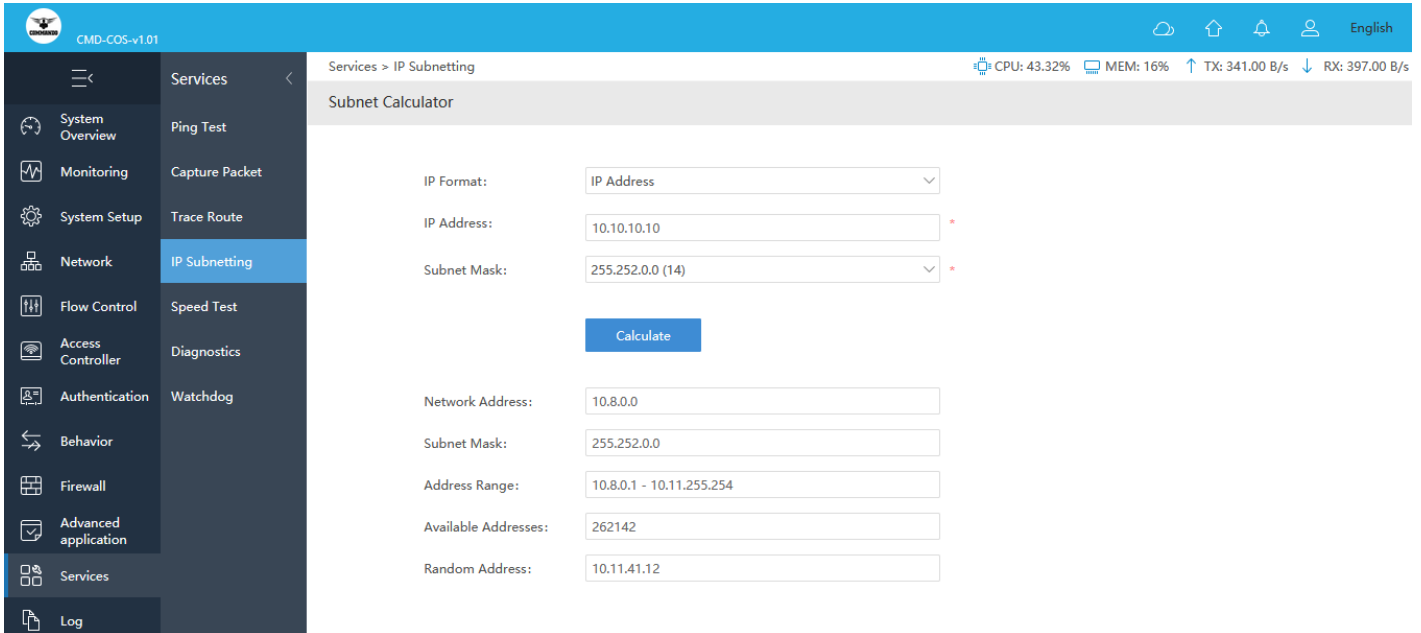 COMMANDO
CMD-COS-v1.01
English
Services > IP Subnetting
CPU: 43.32%
MEM: 16%
TX: 341.00 B/s
RX: 397.00 B/s
System
Overview
Monitoring
System Setup
Network
Flow Control
Access
Controller
Authentication
Behavior
Firewall
Advanced
application
Services
Log
Services
Ping Test
Capture Packet
Trace Route
IP Subnetting
Speed Test
Diagnostics
Watchdog
Subnet Calculator
IP Format: IP Address
IP Address: 10.10.10.10 *
Subnet Mask: 255.252.0.0 (14) *
Calculate
Network Address: 10.8.0.0
Subnet Mask: 255.252.0.0
Address Range: 10.8.0.1 - 10.11.255.254
Available Addresses: 262142
Random Address: 10.11.41.12